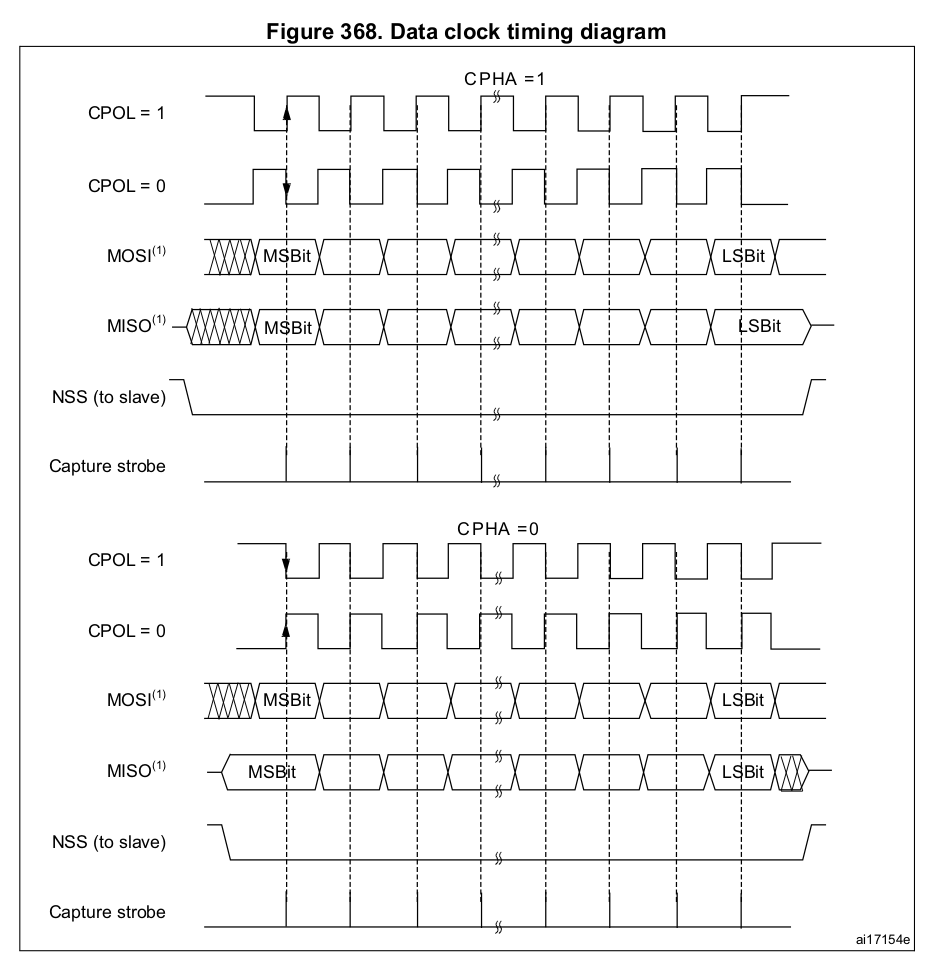 Figure 368. Data clock timing diagram
CPHA =1
CPOL = 1
CPOL = 0
MOSI(1) MSBit LSBit
MISO(1) MSBit LSBit
NSS (to slave)
Capture strobe
CPHA =0
CPOL = 1
CPOL = 0
MOSI(1) MSBit LSBit
MISO(1) MSBit LSBit
NSS (to slave)
Capture strobe
ai17154e